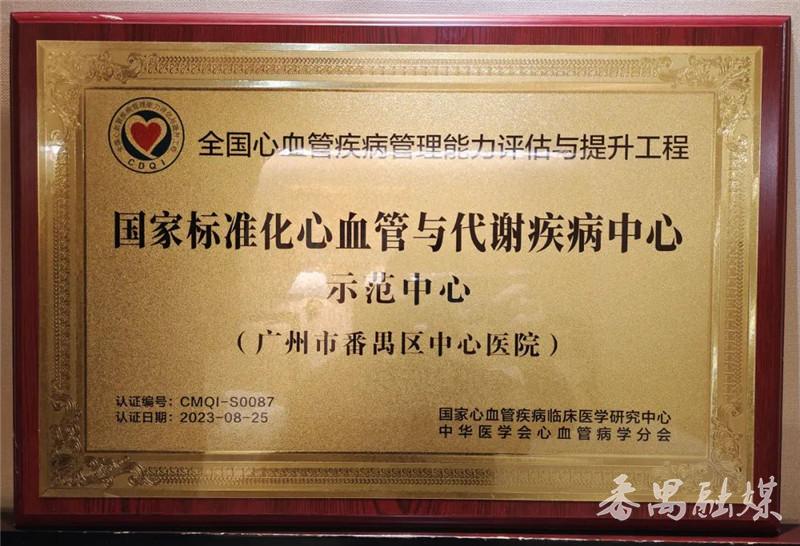 CDQI
全国心血管疾病管理能力评估与提升工程
国家标准化心血管与代谢疾病中心
示范中心
（广州市番禺区中心医院）
认证编号：CMQI-S0087
认证日期：2023-08-25
国家心血管疾病临床医学研究中心
中华医学会心血管病学分会
番禺融媒